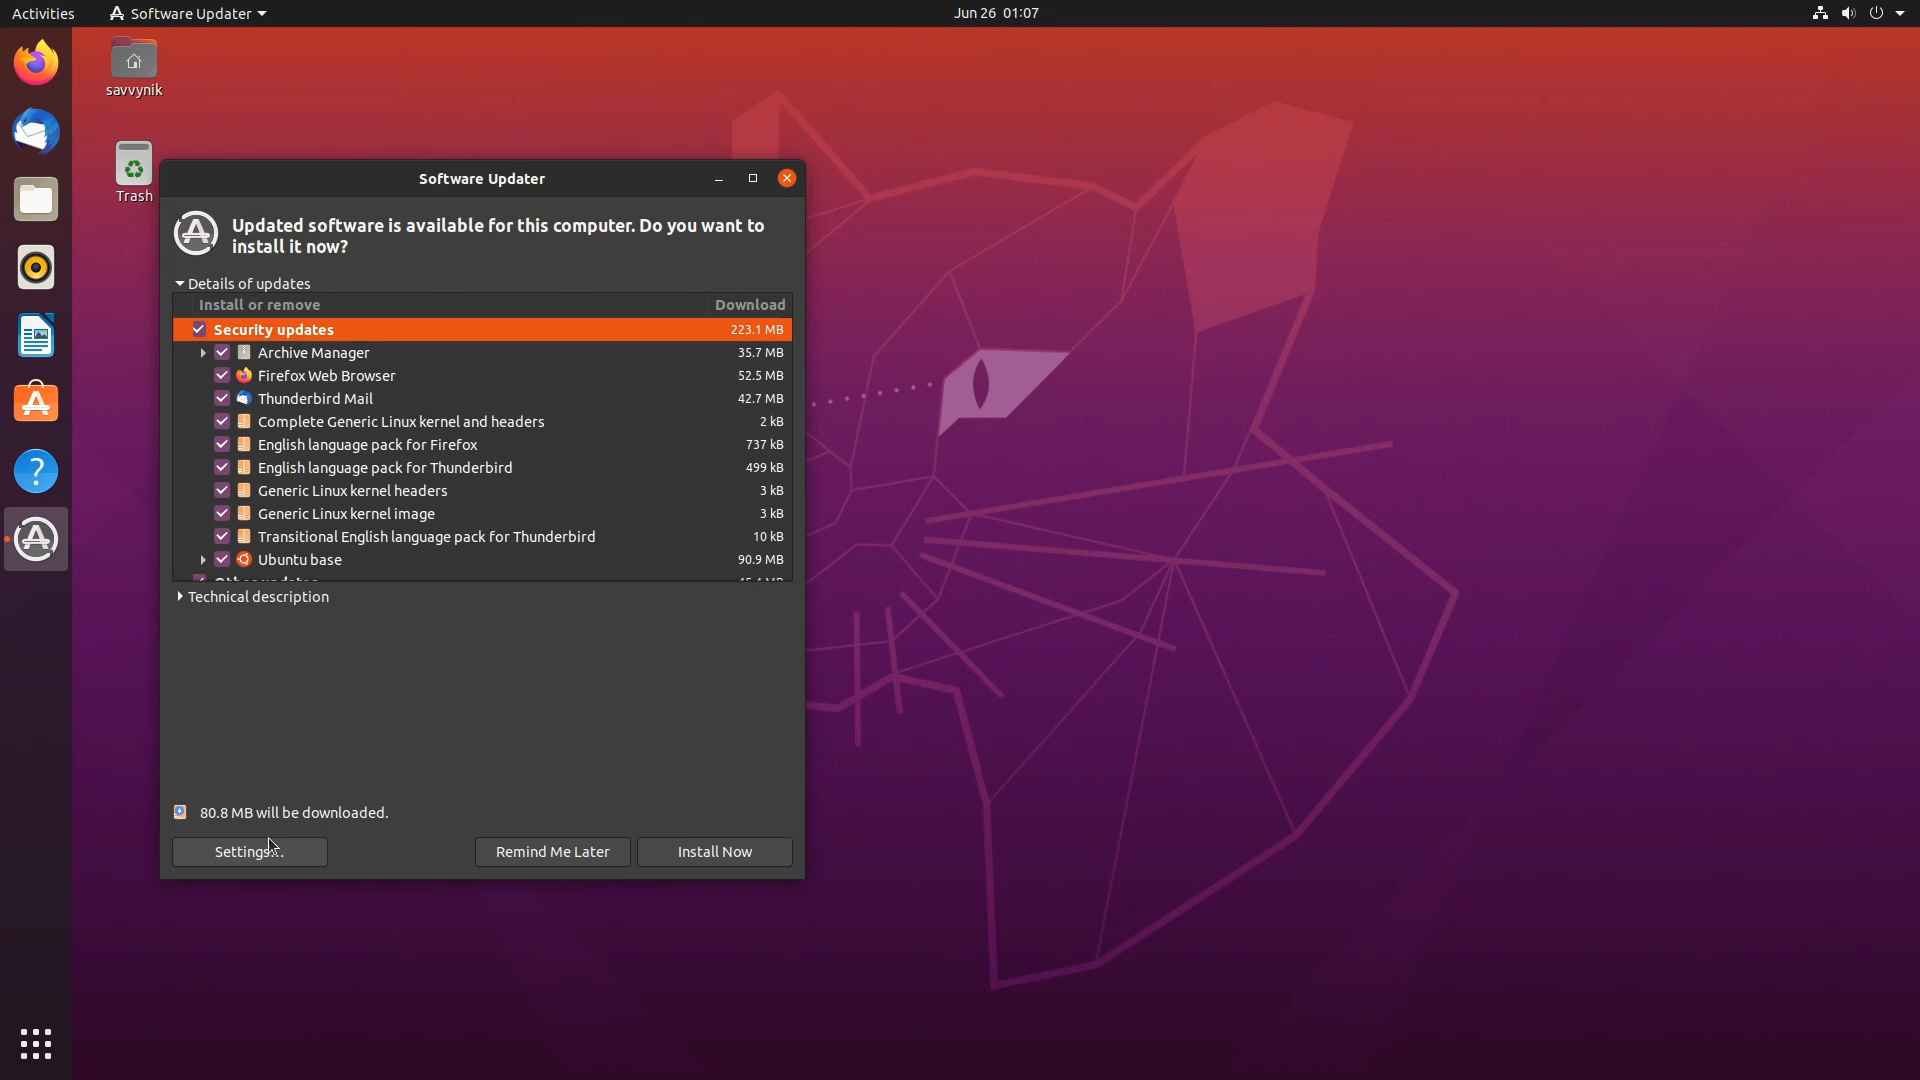 Activities
Software Updater
Jun 26 01:07
savvynik
Trash
Software Updater
Updated software is available for this computer. Do you want to
install it now?
Details of updates
Install or remove Download
Security updates 223.1 MB
Archive Manager 35.7 MB
Firefox Web Browser 52.5 MB
Thunderbird Mail 42.7 MB
Complete Generic Linux kernel and headers 2 kB
English language pack for Firefox 737 kB
English language pack for Thunderbird 499 kB
Generic Linux kernel headers 3 kB
Generic Linux kernel image 3 kB
Transitional English language pack for Thunderbird 10 kB
Ubuntu base 90.9 MB
Technical description
80.8 MB will be downloaded.
Settings... Remind Me Later Install Now